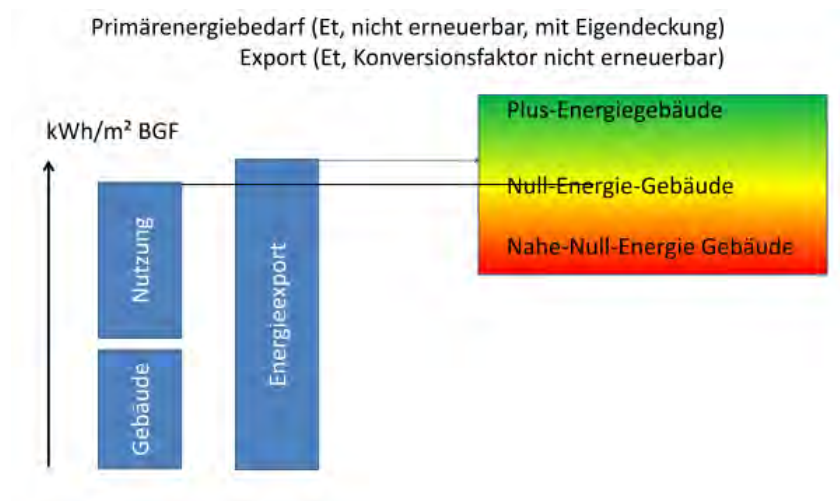 Primärenergiebedarf (Et, nicht erneuerbar, mit Eigendeckung)
Export (Et, Konversionsfaktor nicht erneuerbar)
kWh/m² BGF
Nutzung
Gebäude
Energieexport
Plus-Energiegebäude
Null-Energie-Gebäude
Nahe-Null-Energie Gebäude